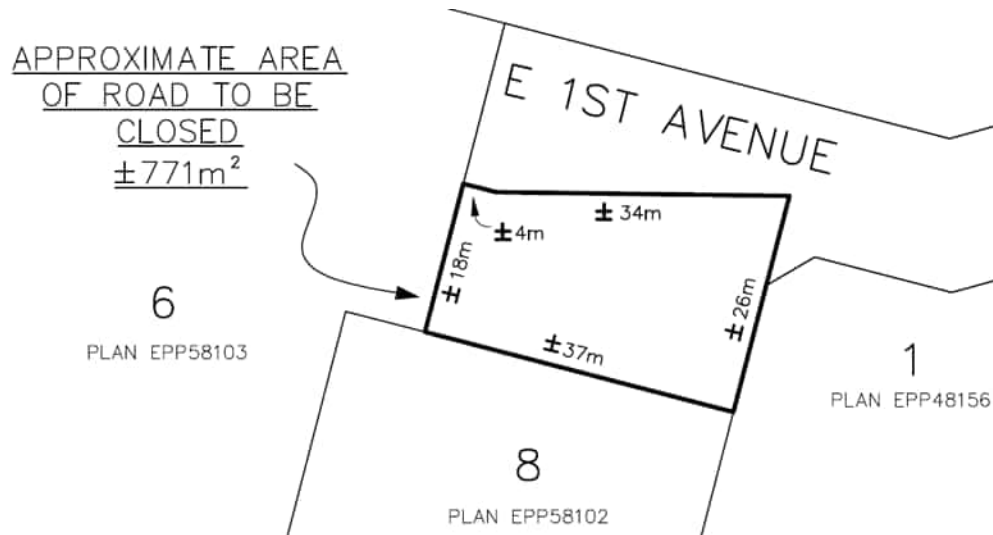 APPROXIMATE AREA
OF ROAD TO BE
CLOSED
±771m²
E 1ST AVENUE
±34m
±4m
±18m
±26m
±37m
6
PLAN EPP58103
1
PLAN EPP48156
8
PLAN EPP58102